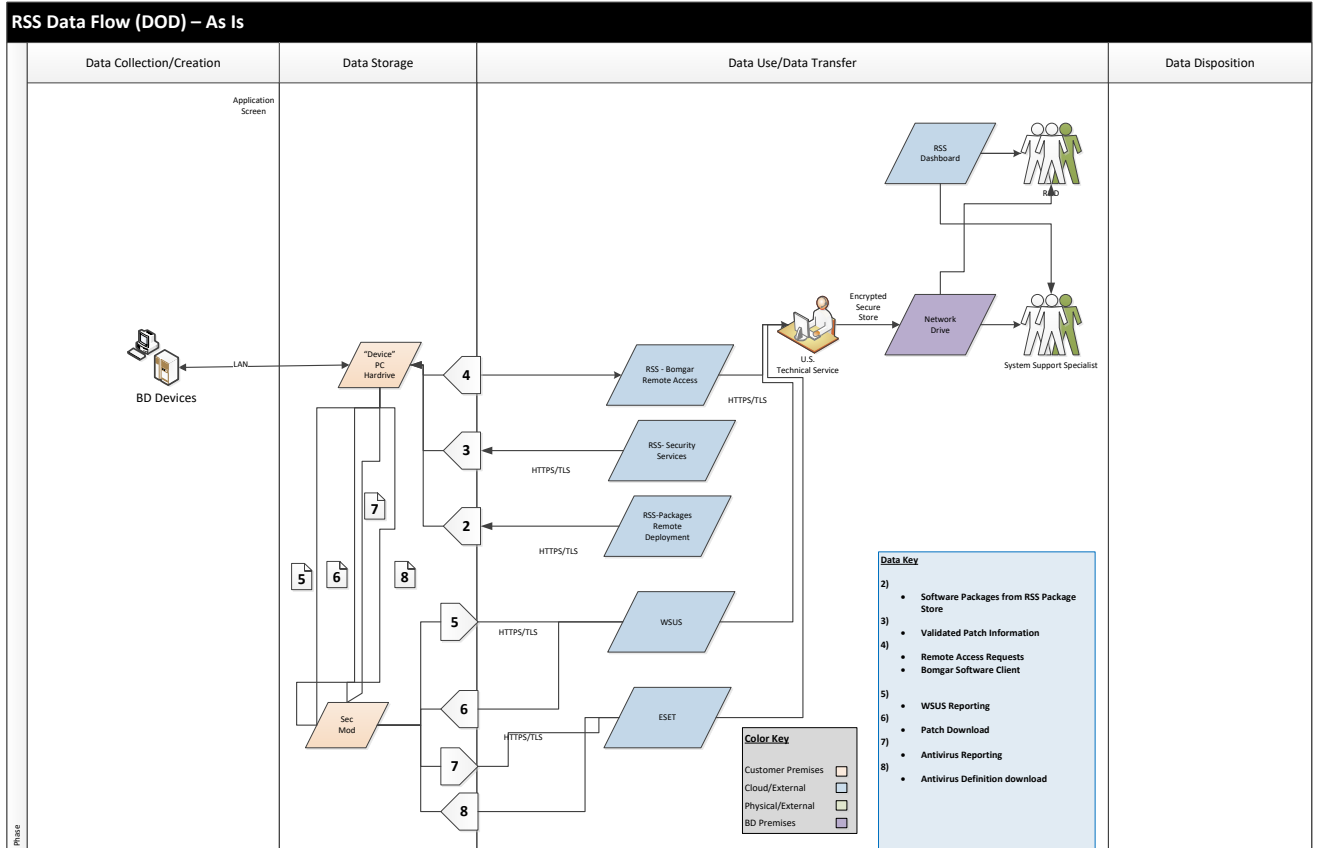 RSS Data Flow (DOD) – As Is
Data Collection/Creation
Data Storage
Data Use/Data Transfer
Data Disposition
Application
Screen
RSS
Dashboard
Encrypted
Secure
Store
Network
Drive
System Support Specialist
U.S.
Technical Service
LAN
BD Devices
"Device"
PC
Hardrive
4
RSS - Bomgar
Remote Access
HTTPS/TLS
3
RSS- Security
Services
HTTPS/TLS
2
RSS-Packages
Remote
Deployment
HTTPS/TLS
7
5
6
8
5
HTTPS/TLS
WSUS
6
Sec
Mod
ESET
HTTPS/TLS
7
8
Color Key
Customer Premises
Cloud/External
Physical/External
BD Premises
Data Key
2)
• Software Packages from RSS Package
Store
3)
• Validated Patch Information
4)
• Remote Access Requests
• Bomgar Software Client
5)
• WSUS Reporting
6)
• Patch Download
7)
• Antivirus Reporting
8)
• Antivirus Definition download
Phase